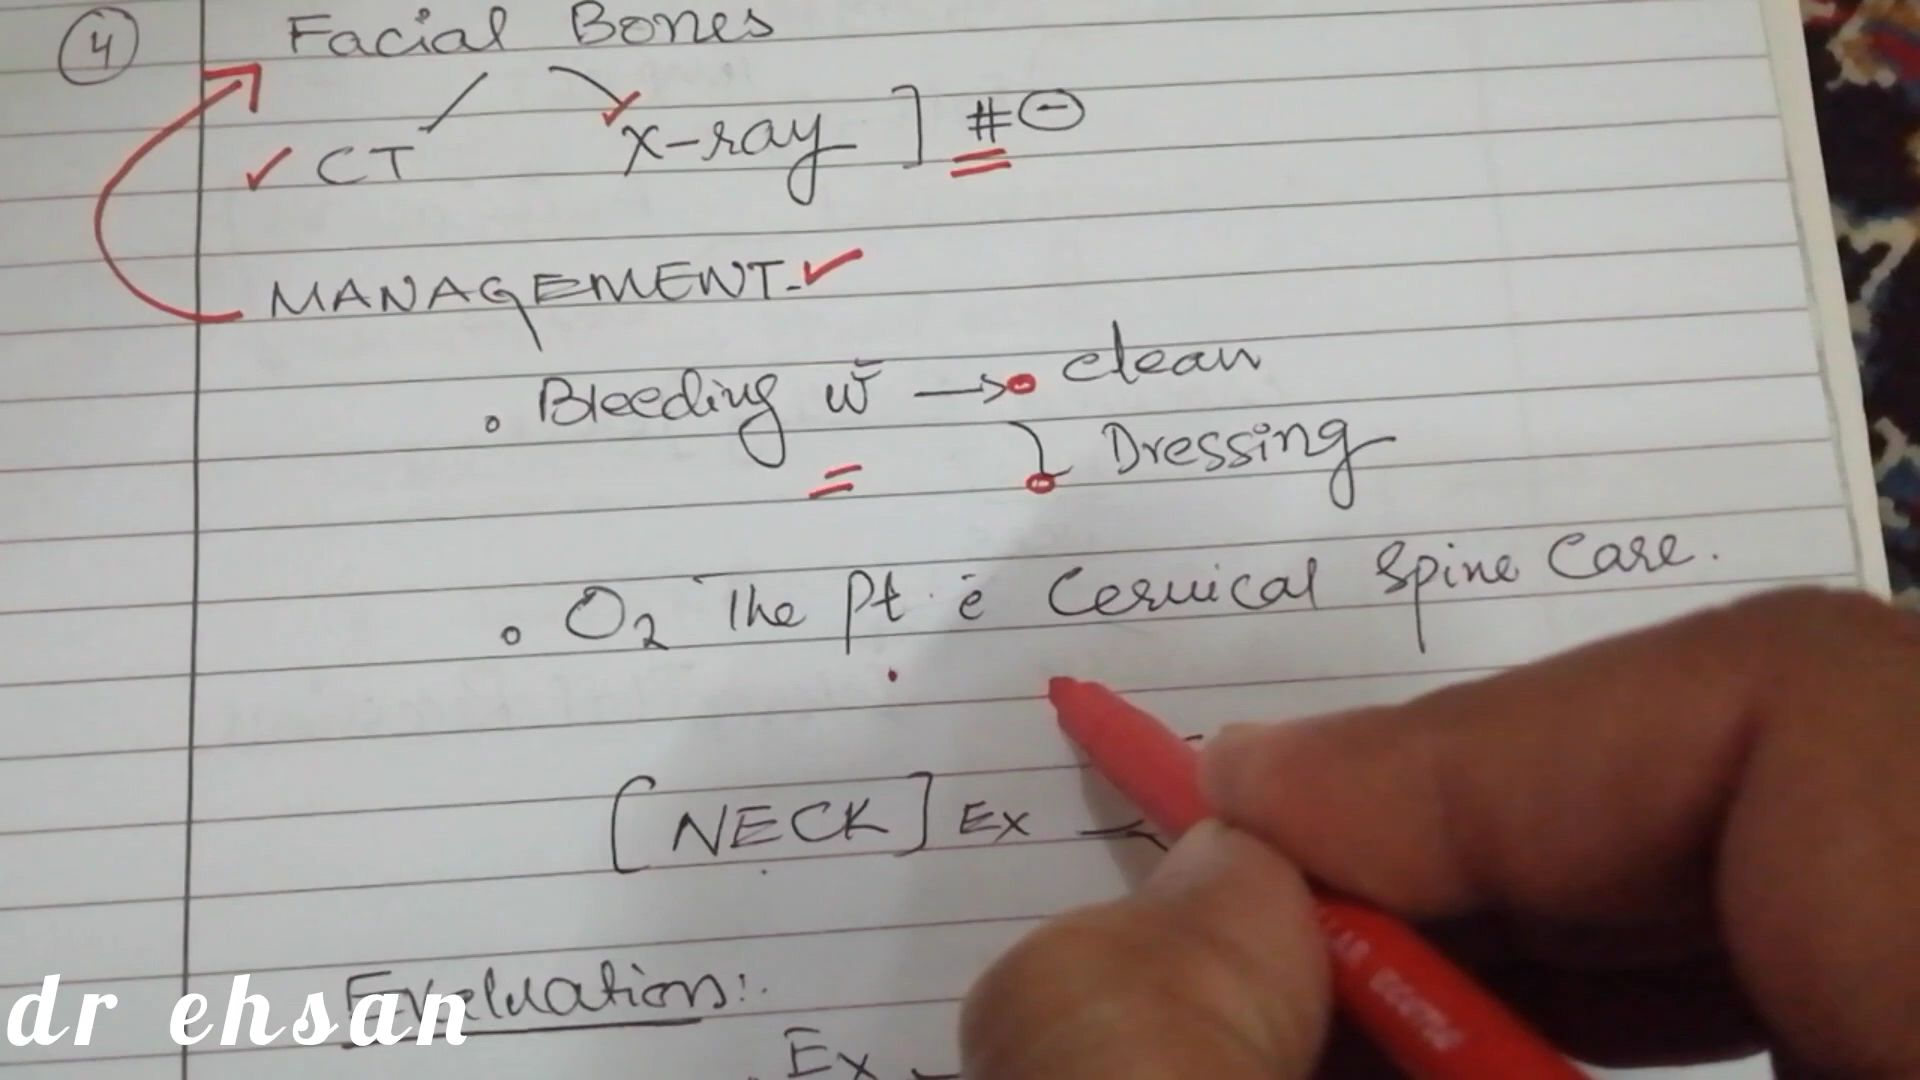 4 Facial Bones
CT X-ray ] # ⊖
MANAGEMENT-
. Bleeding w̄ → clean
Dressing
. O2 The Pt. ē Cervical Spine Care.
[NECK] Ex
Evaluation:.
dr ehsan
. Ex